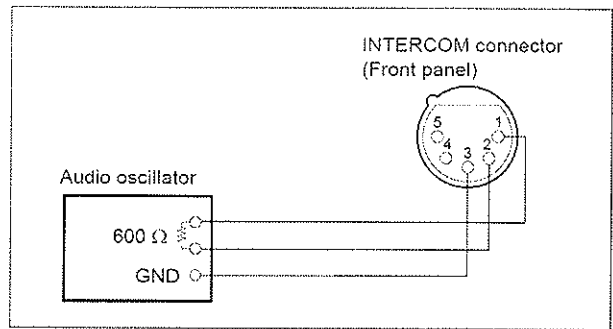 INTERCOM connector
(Front panel)
5 1
4 3 2
Audio oscillator
600 Ω
GND